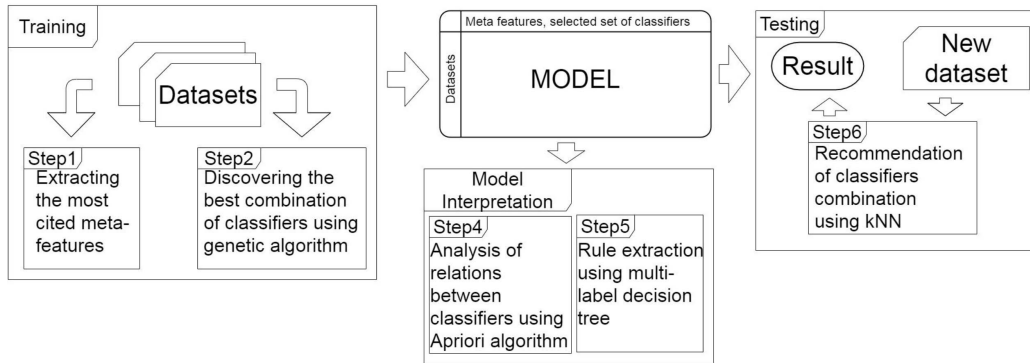 Training
Datasets
Step1
Extracting
the most
cited meta-
features
Step2
Discovering the
best combination
of classifiers using
genetic algorithm
Meta features, selected set of classifiers
Datasets
MODEL
Model
Interpretation
Step4
Analysis of
relations
between
classifiers using
Apriori algorithm
Step5
Rule extraction
using multi-
label decision
tree
Testing
Result
New
dataset
Step6
Recommendation
of classifiers
combination
using kNN